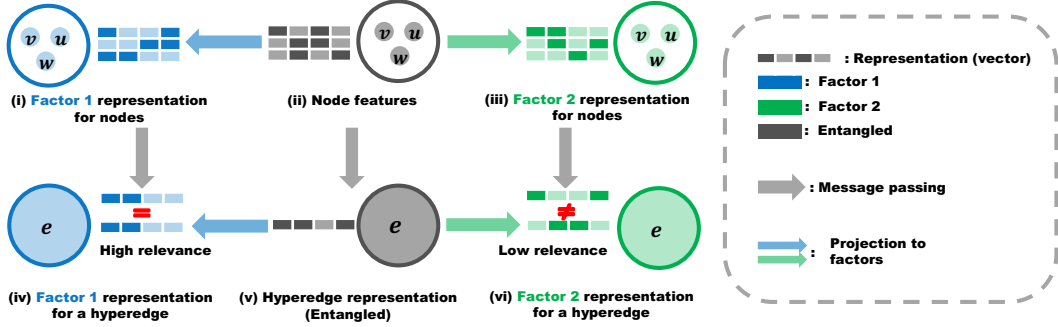 v u
w
v u
w
v u
w
(i) Factor 1 representation
for nodes
(ii) Node features
(iii) Factor 2 representation
for nodes
e
=
High relevance
e
≠
Low relevance
e
(iv) Factor 1 representation
for a hyperedge
(v) Hyperedge representation
(Entangled)
(vi) Factor 2 representation
for a hyperedge
: Representation (vector)
: Factor 1
: Factor 2
: Entangled
: Message passing
: Projection to
factors